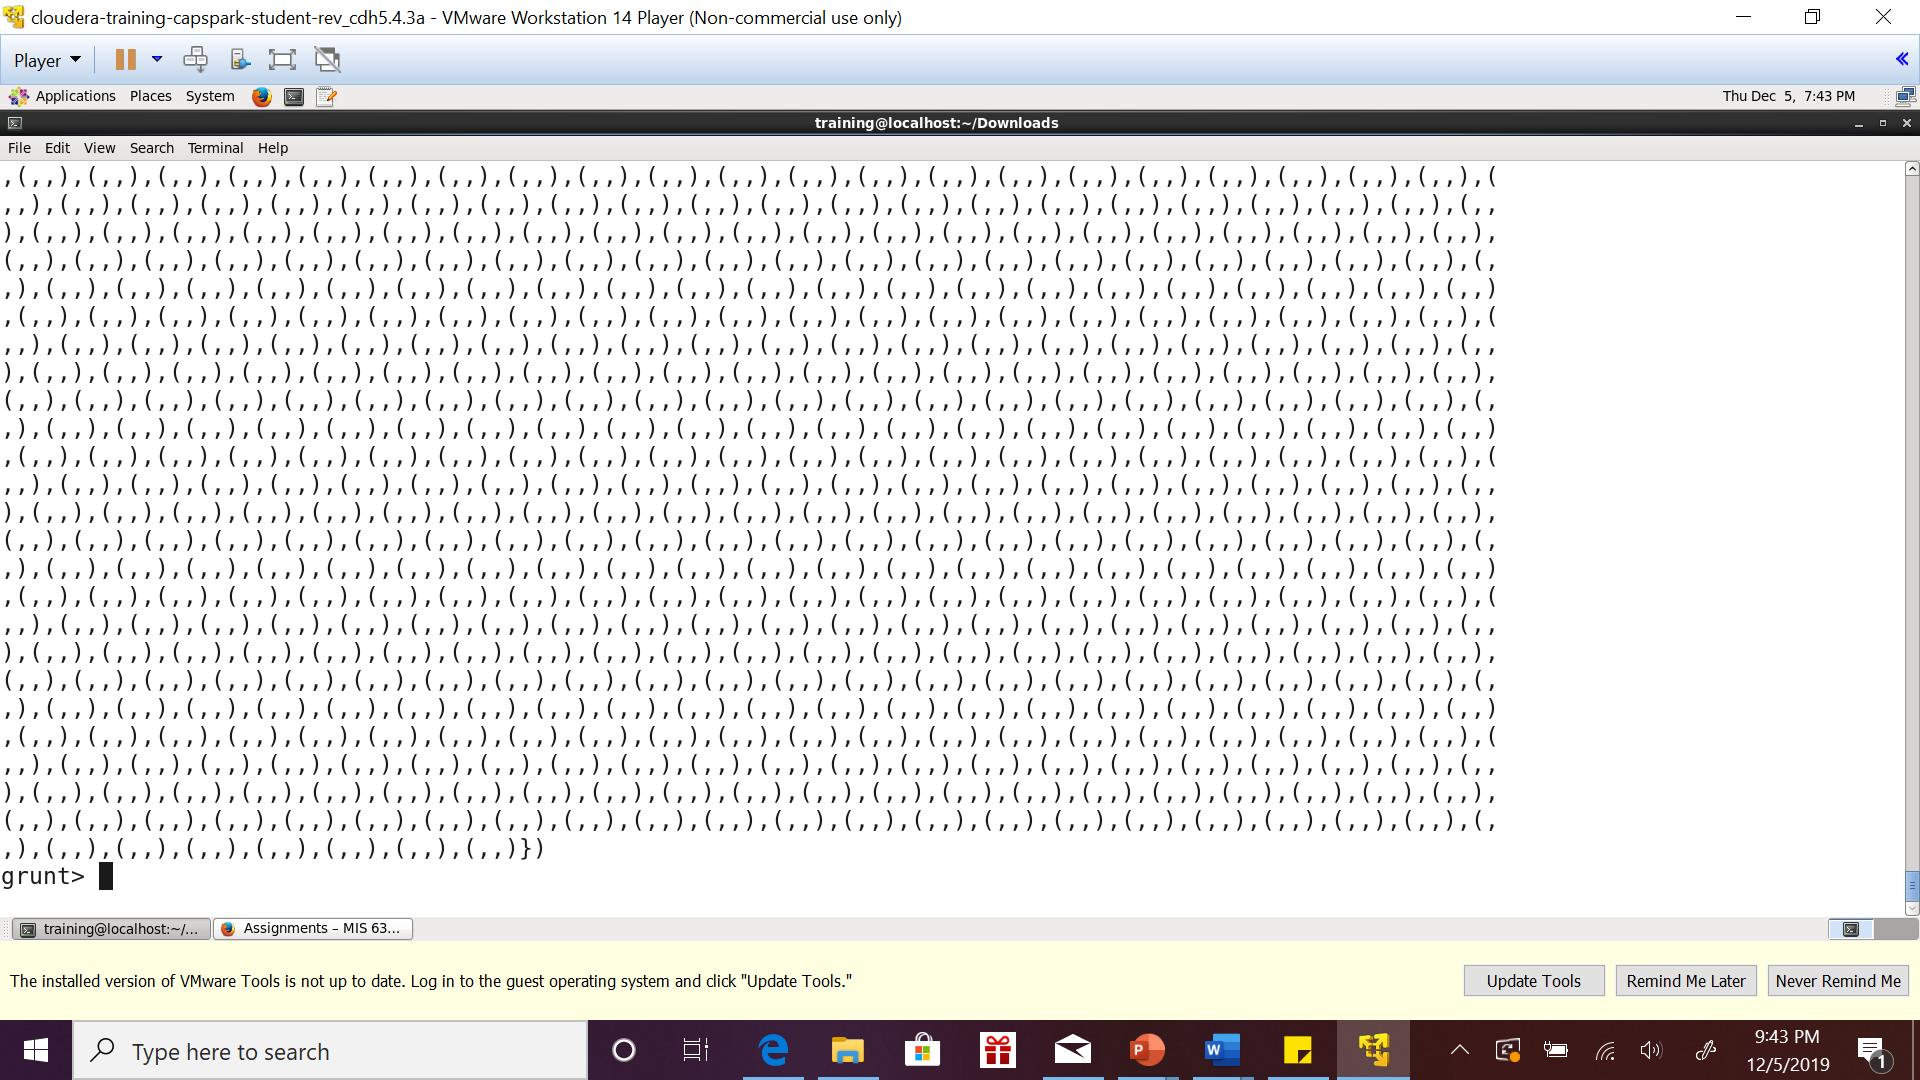 cloudera-training-capspark-student-rev_cdh5.4.3a - VMware Workstation 14 Player (Non-commercial use only)
Player
Applications Places System Thu Dec 5, 7:43 PM
training@localhost:~/Downloads
File Edit View Search Terminal Help
,(,,),(,,),(,,),(,,),(,,),(,,),(,,),(,,),(,,),(,,),(,,),(,,),(,,),(,,),(,,),(,,),(,,),(,,),(,,),(,,),(,,),(
,,),(,,),(,,),(,,),(,,),(,,),(,,),(,,),(,,),(,,),(,,),(,,),(,,),(,,),(,,),(,,),(,,),(,,),(,,),(,,),(,,),(,,
),(,,),(,,),(,,),(,,),(,,),(,,),(,,),(,,),(,,),(,,),(,,),(,,),(,,),(,,),(,,),(,,),(,,),(,,),(,,),(,,),(,,),
(,,),(,,),(,,),(,,),(,,),(,,),(,,),(,,),(,,),(,,),(,,),(,,),(,,),(,,),(,,),(,,),(,,),(,,),(,,),(,,),(,,),(,
,),(,,),(,,),(,,),(,,),(,,),(,,),(,,),(,,),(,,),(,,),(,,),(,,),(,,),(,,),(,,),(,,),(,,),(,,),(,,),(,,),(,,)
,(,,),(,,),(,,),(,,),(,,),(,,),(,,),(,,),(,,),(,,),(,,),(,,),(,,),(,,),(,,),(,,),(,,),(,,),(,,),(,,),(,,),(
,,),(,,),(,,),(,,),(,,),(,,),(,,),(,,),(,,),(,,),(,,),(,,),(,,),(,,),(,,),(,,),(,,),(,,),(,,),(,,),(,,),(,,
),(,,),(,,),(,,),(,,),(,,),(,,),(,,),(,,),(,,),(,,),(,,),(,,),(,,),(,,),(,,),(,,),(,,),(,,),(,,),(,,),(,,),
(,,),(,,),(,,),(,,),(,,),(,,),(,,),(,,),(,,),(,,),(,,),(,,),(,,),(,,),(,,),(,,),(,,),(,,),(,,),(,,),(,,),(,
,),(,,),(,,),(,,),(,,),(,,),(,,),(,,),(,,),(,,),(,,),(,,),(,,),(,,),(,,),(,,),(,,),(,,),(,,),(,,),(,,),(,,)
,(,,),(,,),(,,),(,,),(,,),(,,),(,,),(,,),(,,),(,,),(,,),(,,),(,,),(,,),(,,),(,,),(,,),(,,),(,,),(,,),(,,),(
,,),(,,),(,,),(,,),(,,),(,,),(,,),(,,),(,,),(,,),(,,),(,,),(,,),(,,),(,,),(,,),(,,),(,,),(,,),(,,),(,,),(,,
),(,,),(,,),(,,),(,,),(,,),(,,),(,,),(,,),(,,),(,,),(,,),(,,),(,,),(,,),(,,),(,,),(,,),(,,),(,,),(,,),(,,),
(,,),(,,),(,,),(,,),(,,),(,,),(,,),(,,),(,,),(,,),(,,),(,,),(,,),(,,),(,,),(,,),(,,),(,,),(,,),(,,),(,,),(,
,),(,,),(,,),(,,),(,,),(,,),(,,),(,,),(,,),(,,),(,,),(,,),(,,),(,,),(,,),(,,),(,,),(,,),(,,),(,,),(,,),(,,)
,(,,),(,,),(,,),(,,),(,,),(,,),(,,),(,,),(,,),(,,),(,,),(,,),(,,),(,,),(,,),(,,),(,,),(,,),(,,),(,,),(,,),(
,,),(,,),(,,),(,,),(,,),(,,),(,,),(,,),(,,),(,,),(,,),(,,),(,,),(,,),(,,),(,,),(,,),(,,),(,,),(,,),(,,),(,,
),(,,),(,,),(,,),(,,),(,,),(,,),(,,),(,,),(,,),(,,),(,,),(,,),(,,),(,,),(,,),(,,),(,,),(,,),(,,),(,,),(,,),
(,,),(,,),(,,),(,,),(,,),(,,),(,,),(,,),(,,),(,,),(,,),(,,),(,,),(,,),(,,),(,,),(,,),(,,),(,,),(,,),(,,),(,
,),(,,),(,,),(,,),(,,),(,,),(,,),(,,),(,,),(,,),(,,),(,,),(,,),(,,),(,,),(,,),(,,),(,,),(,,),(,,),(,,),(,,)
,(,,),(,,),(,,),(,,),(,,),(,,),(,,),(,,),(,,),(,,),(,,),(,,),(,,),(,,),(,,),(,,),(,,),(,,),(,,),(,,),(,,),(
,,),(,,),(,,),(,,),(,,),(,,),(,,),(,,),(,,),(,,),(,,),(,,),(,,),(,,),(,,),(,,),(,,),(,,),(,,),(,,),(,,),(,,
),(,,),(,,),(,,),(,,),(,,),(,,),(,,),(,,),(,,),(,,),(,,),(,,),(,,),(,,),(,,),(,,),(,,),(,,),(,,),(,,),(,,),
(,,),(,,),(,,),(,,),(,,),(,,),(,,),(,,),(,,),(,,),(,,),(,,),(,,),(,,),(,,),(,,),(,,),(,,),(,,),(,,),(,,),(,
,),(,,),(,,),(,,),(,,),(,,),(,,),(,,)})
grunt>
training@localhost:~/... Assignments – MIS 63...
The installed version of VMware Tools is not up to date. Log in to the guest operating system and click "Update Tools." Update Tools Remind Me Later Never Remind Me
Type here to search
9:43 PM
12/5/2019
1